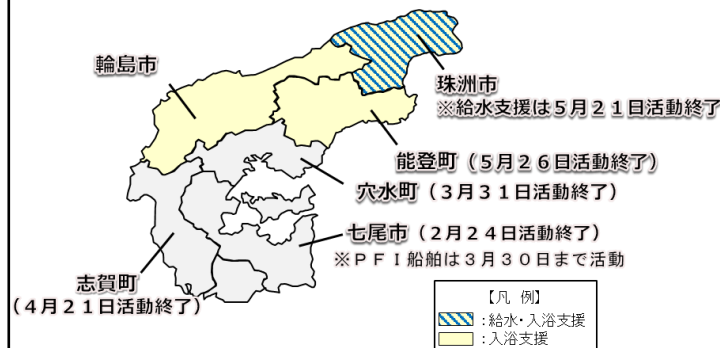 輪島市
珠洲市
※給水支援は５月２１日活動終了
能登町（５月２６日活動終了）
穴水町（３月３１日活動終了）
七尾市（２月２４日活動終了）
※ＰＦＩ船舶は３月３０日まで活動
志賀町
（４月２１日活動終了）
【凡 例】
：給水・入浴支援
：入浴支援